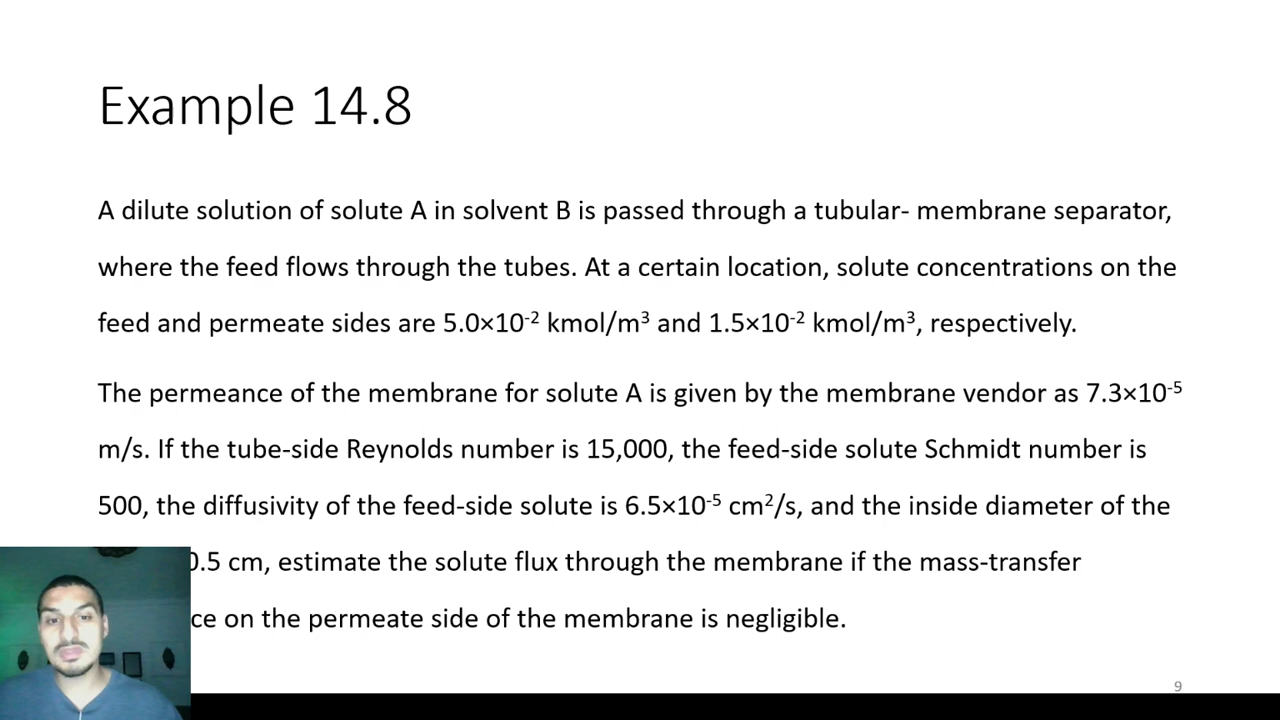 Example 14.8
A dilute solution of solute A in solvent B is passed through a tubular- membrane separator,
where the feed flows through the tubes. At a certain location, solute concentrations on the
feed and permeate sides are 5.0×10⁻² kmol/m³ and 1.5×10⁻² kmol/m³, respectively.
The permeance of the membrane for solute A is given by the membrane vendor as 7.3×10⁻⁵
m/s. If the tube-side Reynolds number is 15,000, the feed-side solute Schmidt number is
500, the diffusivity of the feed-side solute is 6.5×10⁻⁵ cm²/s, and the inside diameter of the
0.5 cm, estimate the solute flux through the membrane if the mass-transfer
ce on the permeate side of the membrane is negligible.
9